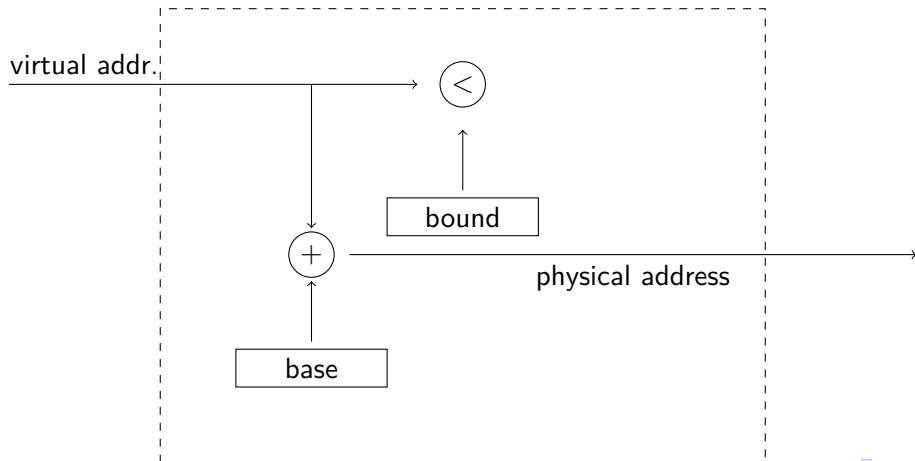 virtual addr.
<
bound
+
physical address
base